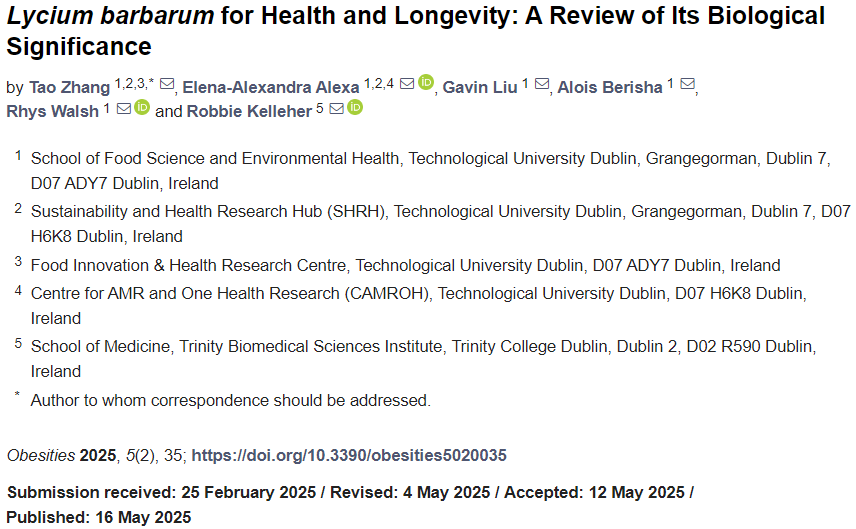 Lycium barbarum for Health and Longevity: A Review of Its Biological
Significance
by Tao Zhang 1,2,3,* , Elena-Alexandra Alexa 1,2,4 iD, Gavin Liu 1 , Alois Berisha 1 ,
Rhys Walsh 1 iD and Robbie Kelleher 5 iD
1 School of Food Science and Environmental Health, Technological University Dublin, Grangegorman, Dublin 7,
D07 ADY7 Dublin, Ireland
2 Sustainability and Health Research Hub (SHRH), Technological University Dublin, Grangegorman, Dublin 7, D07
H6K8 Dublin, Ireland
3 Food Innovation & Health Research Centre, Technological University Dublin, D07 ADY7 Dublin, Ireland
4 Centre for AMR and One Health Research (CAMROH), Technological University Dublin, D07 H6K8 Dublin,
Ireland
5 School of Medicine, Trinity Biomedical Sciences Institute, Trinity College Dublin, Dublin 2, D02 R590 Dublin,
Ireland
* Author to whom correspondence should be addressed.
Obesities 2025, 5(2), 35; https://doi.org/10.3390/obesities5020035
Submission received: 25 February 2025 / Revised: 4 May 2025 / Accepted: 12 May 2025 /
Published: 16 May 2025